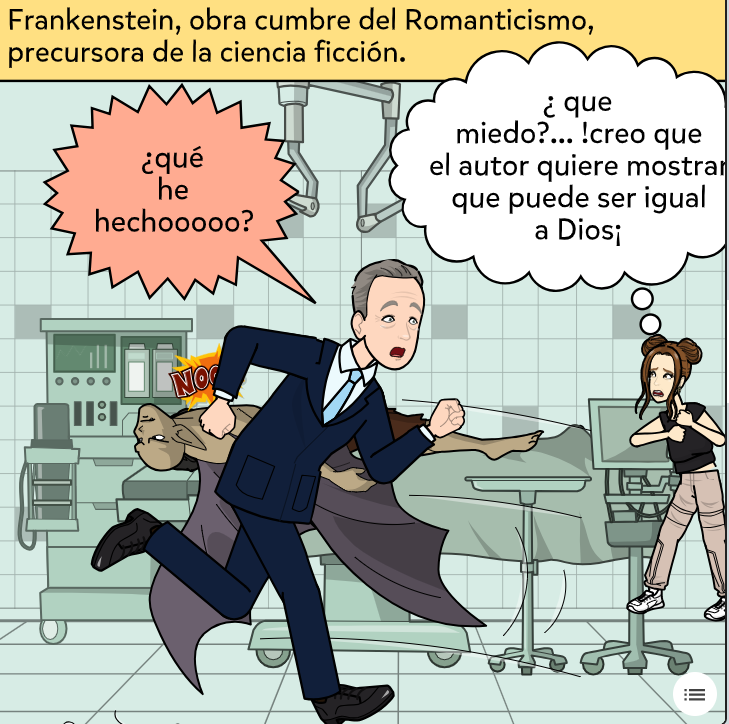 Frankenstein, obra cumbre del Romanticismo,
precursora de la ciencia ficción.
¿qué
he
hechooooo?
¿ que
miedo?... !creo que
el autor quiere mostrar
que puede ser igual
a Dios¡
NOO